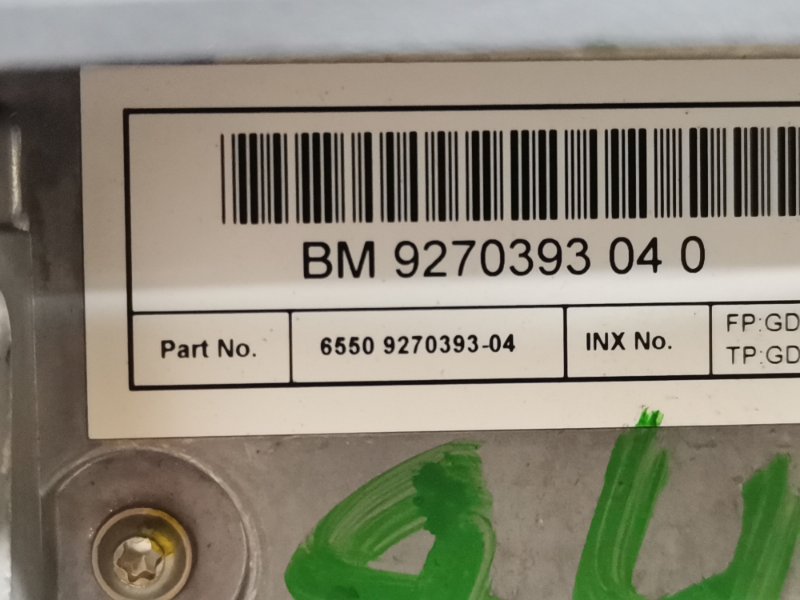 BM 9270393 04 0
Part No. 6550 9270393-04 INX No. FP:GD
TP:GD